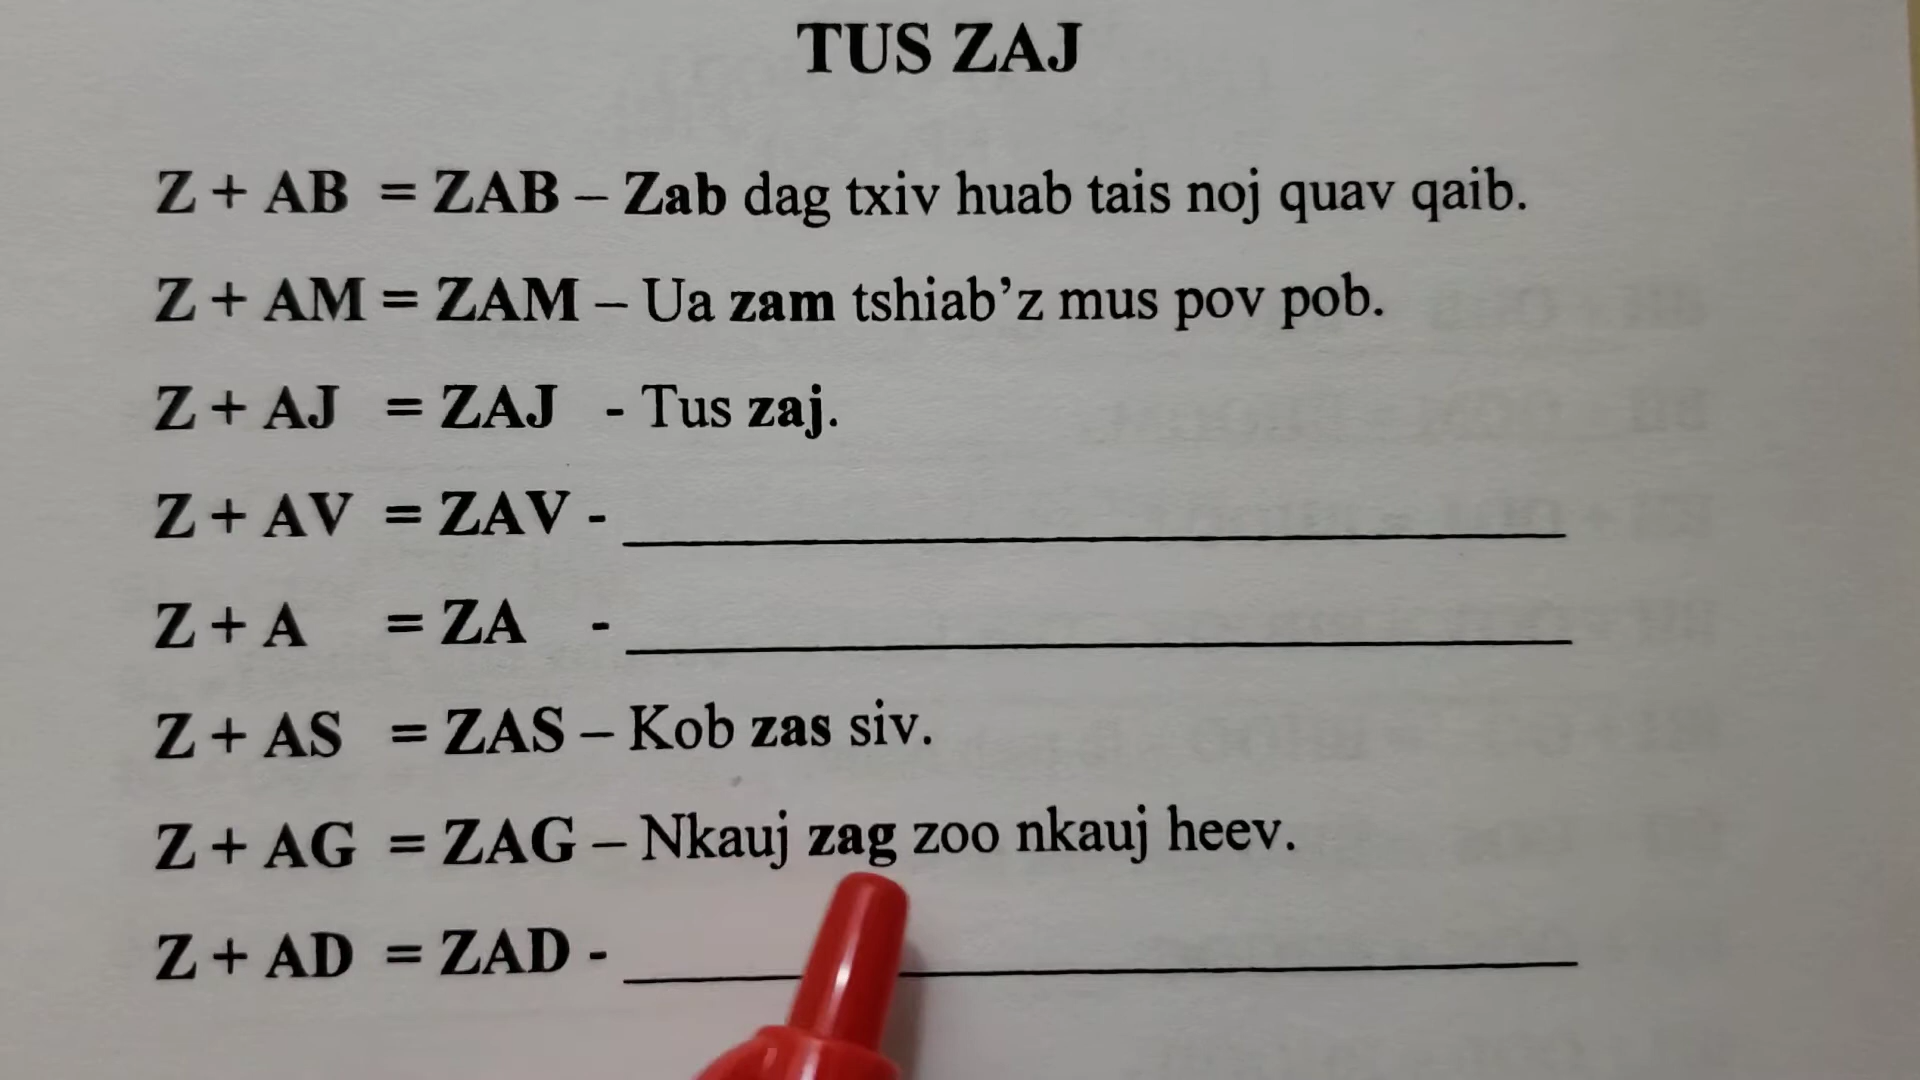 TUS ZAJ
Z + AB = ZAB – Zab dag txiv huab tais noj quav qaib.
Z + AM = ZAM – Ua zam tshiab’z mus pov pob.
Z + AJ = ZAJ - Tus zaj.
Z + AV = ZAV -
Z + A = ZA -
Z + AS = ZAS – Kob zas siv.
Z + AG = ZAG – Nkauj zag zoo nkauj heev.
Z + AD = ZAD -